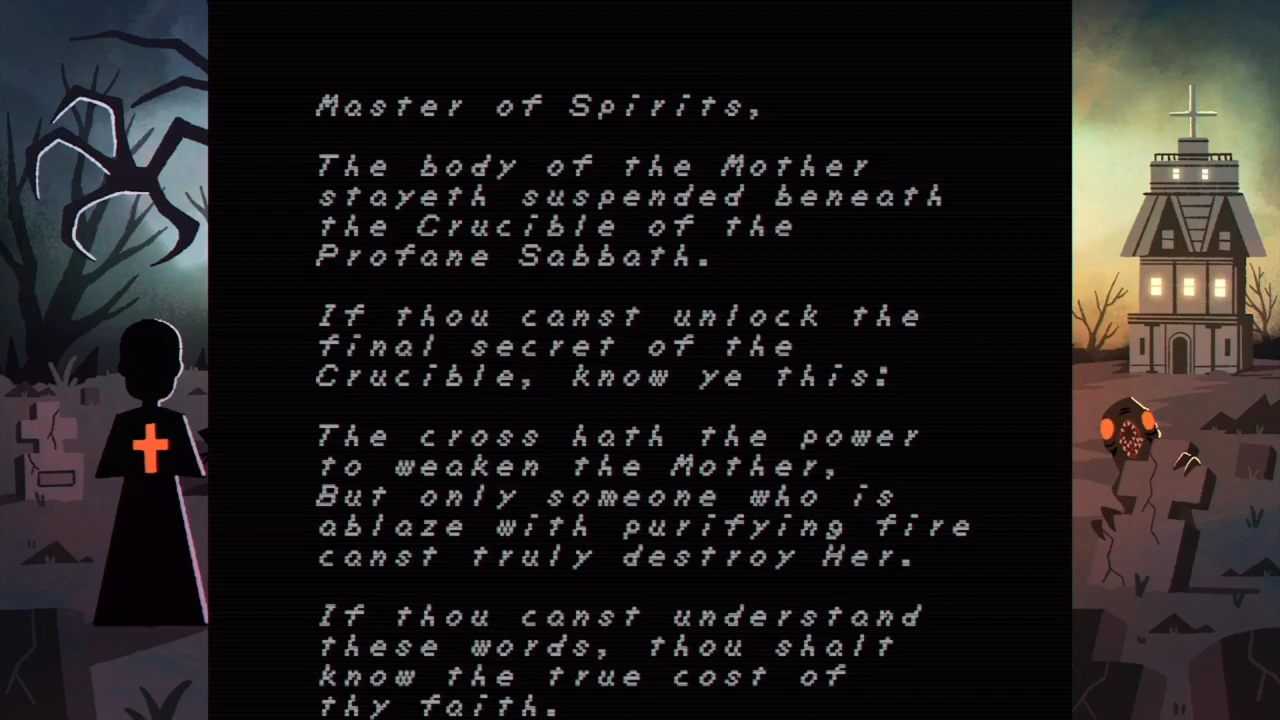 Master of Spirits,
The body of the Mother
stayeth suspended beneath
the Crucible of the
Profane Sabbath.
If thou canst unlock the
final secret of the
Crucible, know ye this:
The cross hath the power
to weaken the Mother,
But only someone who is
ablaze with purifying fire
canst truly destroy Her.
If thou canst understand
these words, thou shalt
know the true cost of
thy faith.